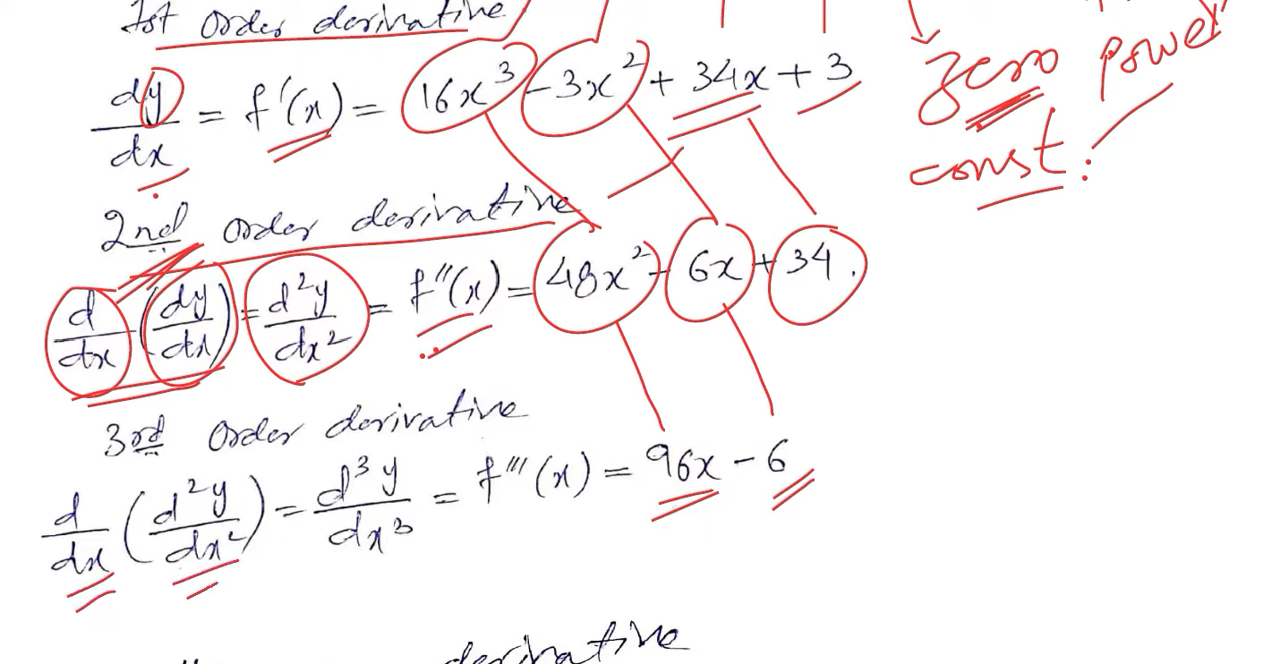 1st Order derivative
dy/dx = f'(x) = 16x³ - 3x² + 34x + 3
Zero power
const.
2nd Order derivative
d/dx (dy/dx) = d²y/dx² = f''(x) = 48x² - 6x + 34.
3rd Order derivative
d/dx (d²y/dx²) = d³y/dx³ = f'''(x) = 96x - 6
derivative